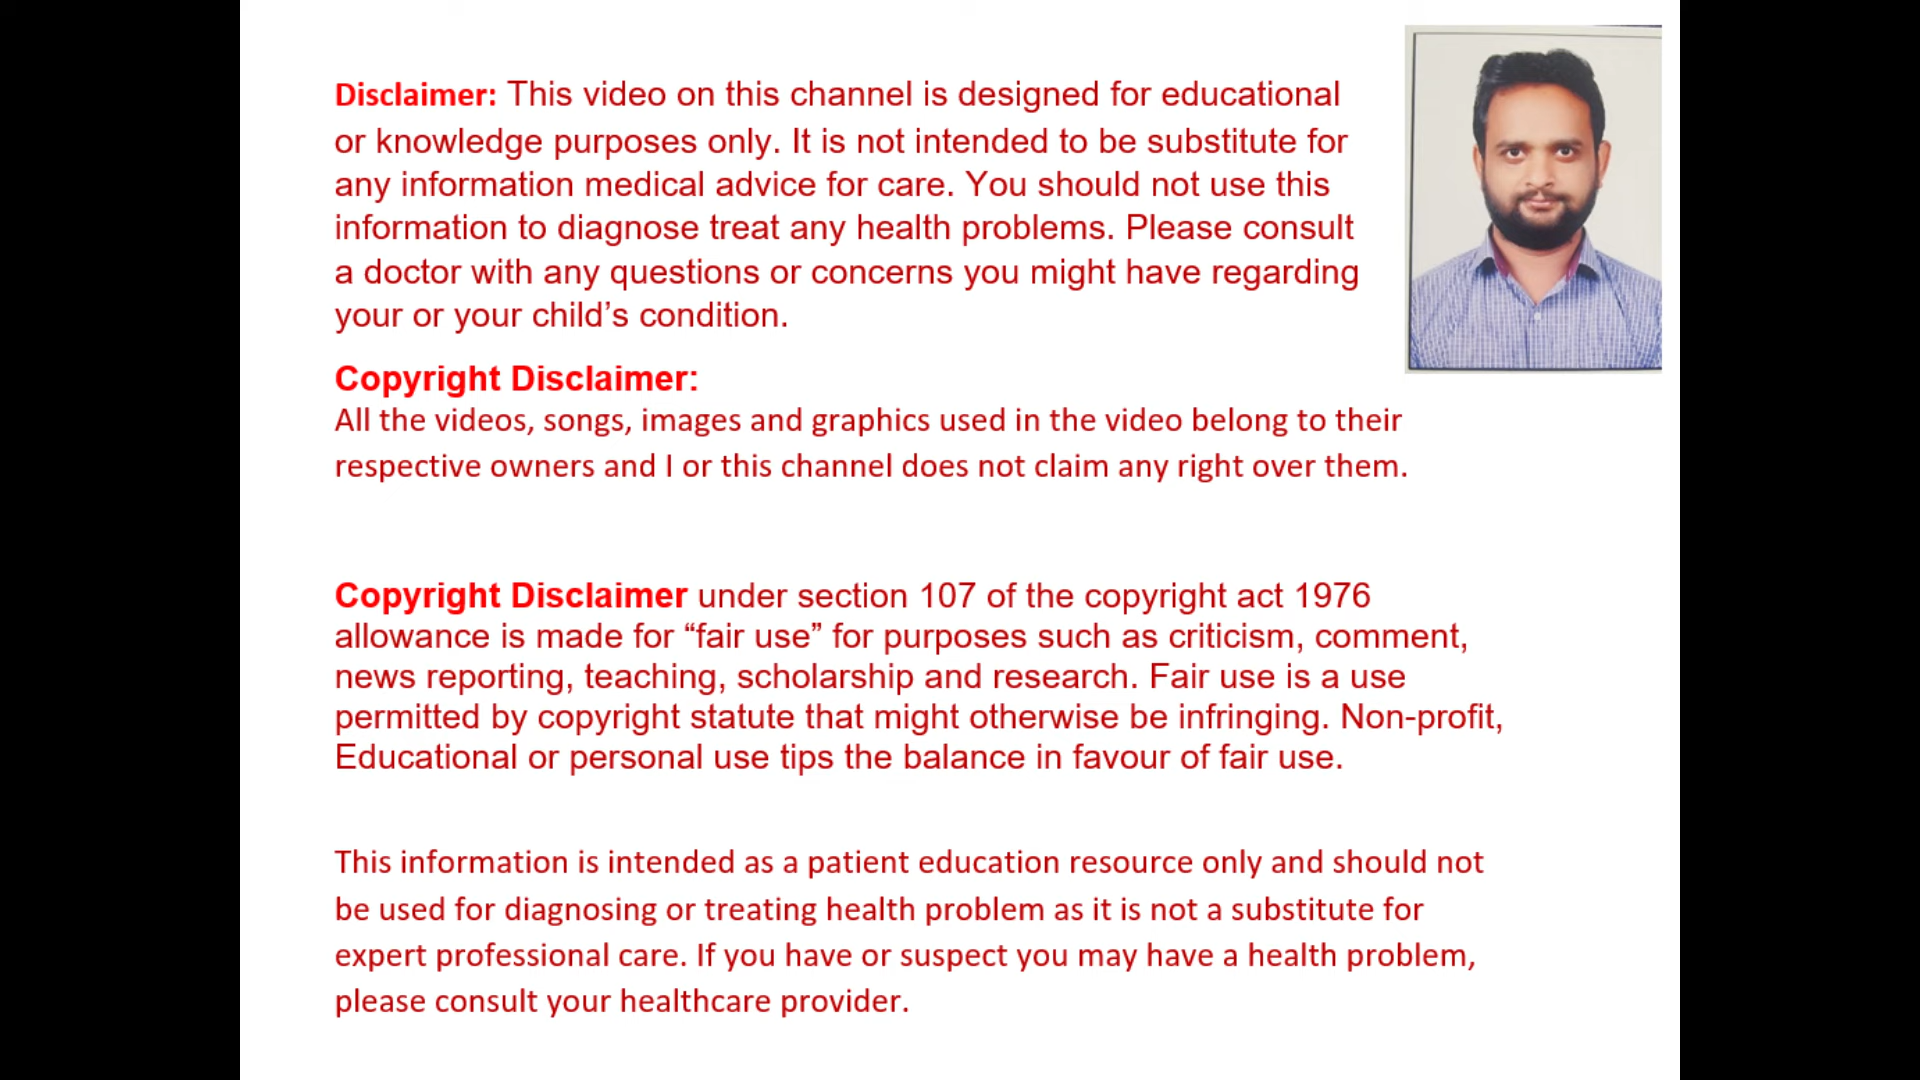 Disclaimer: This video on this channel is designed for educational
or knowledge purposes only. It is not intended to be substitute for
any information medical advice for care. You should not use this
information to diagnose treat any health problems. Please consult
a doctor with any questions or concerns you might have regarding
your or your child’s condition.
Copyright Disclaimer:
All the videos, songs, images and graphics used in the video belong to their
respective owners and I or this channel does not claim any right over them.
Copyright Disclaimer under section 107 of the copyright act 1976
allowance is made for “fair use” for purposes such as criticism, comment,
news reporting, teaching, scholarship and research. Fair use is a use
permitted by copyright statute that might otherwise be infringing. Non-profit,
Educational or personal use tips the balance in favour of fair use.
This information is intended as a patient education resource only and should not
be used for diagnosing or treating health problem as it is not a substitute for
expert professional care. If you have or suspect you may have a health problem,
please consult your healthcare provider.